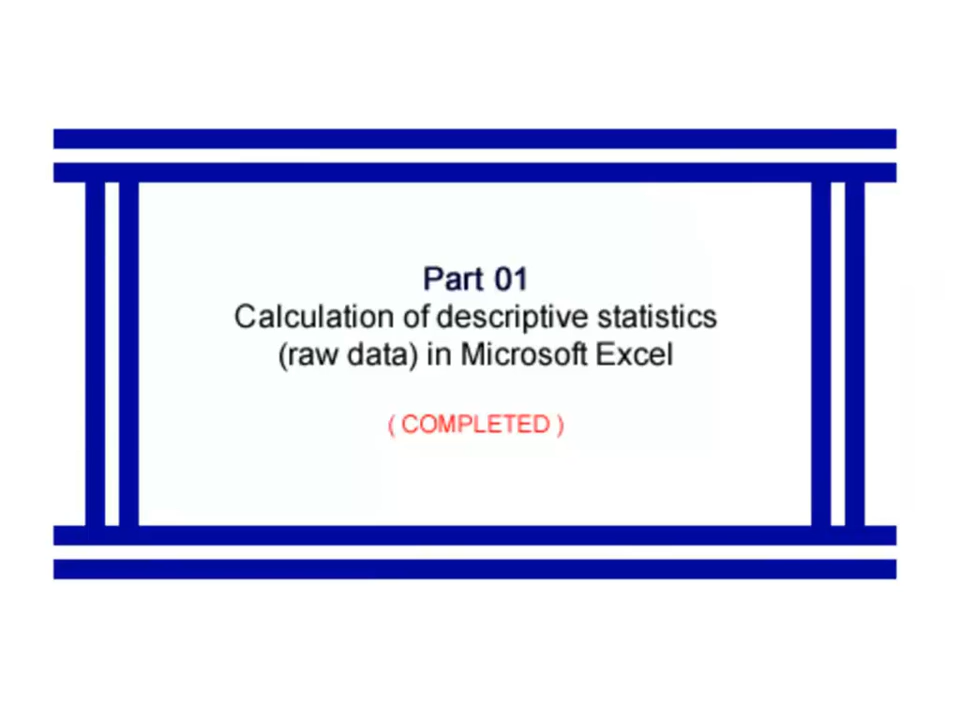 Part 01
Calculation of descriptive statistics
(raw data) in Microsoft Excel
( COMPLETED )